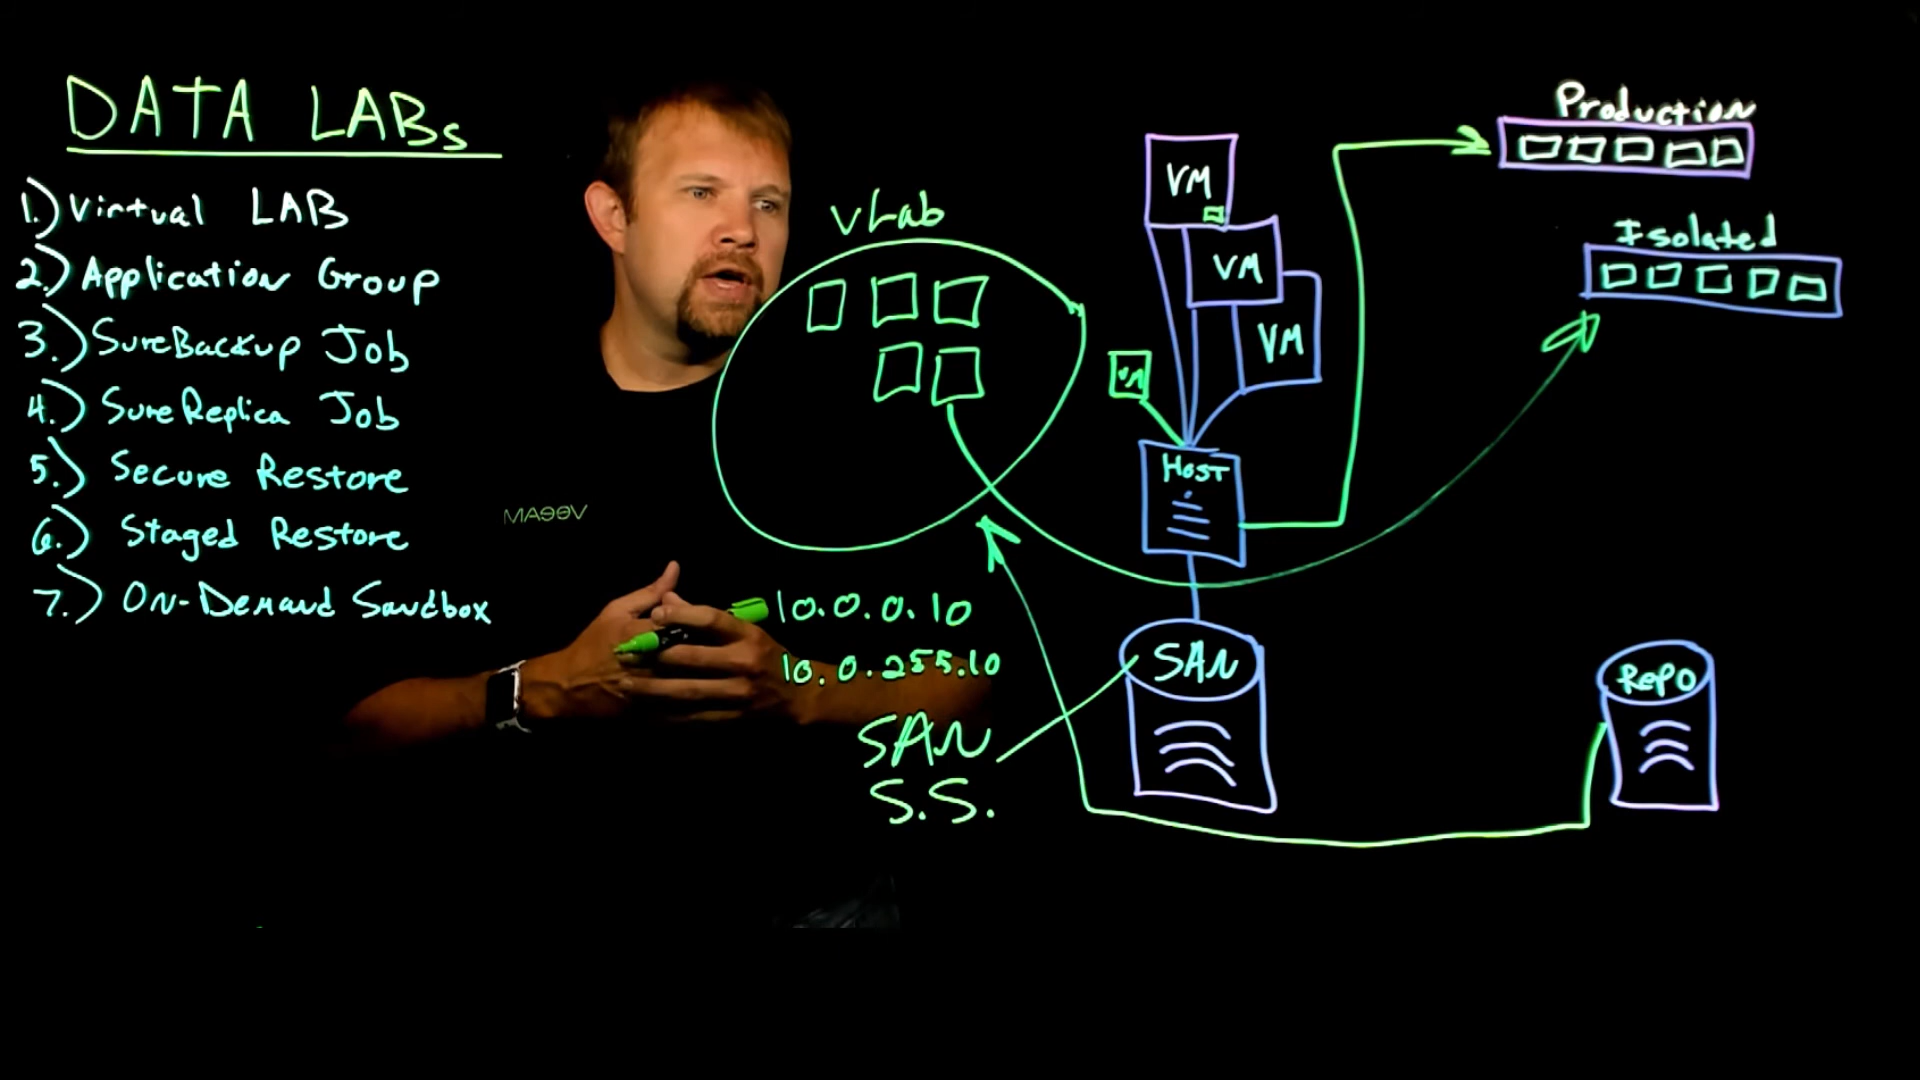 DATA LABs
1.) Virtual LAB
2.) Application Group
3.) SureBackup Job
4.) SureReplica Job
5.) Secure Restore
6.) Staged Restore
7.) ON-Demand Sandbox
veeAM
vLab
10.0.0.10
10.0.255.10
SAN
S.S.
VM
VM
VM
VM
HOST
SAN
Production
Isolated
RePO